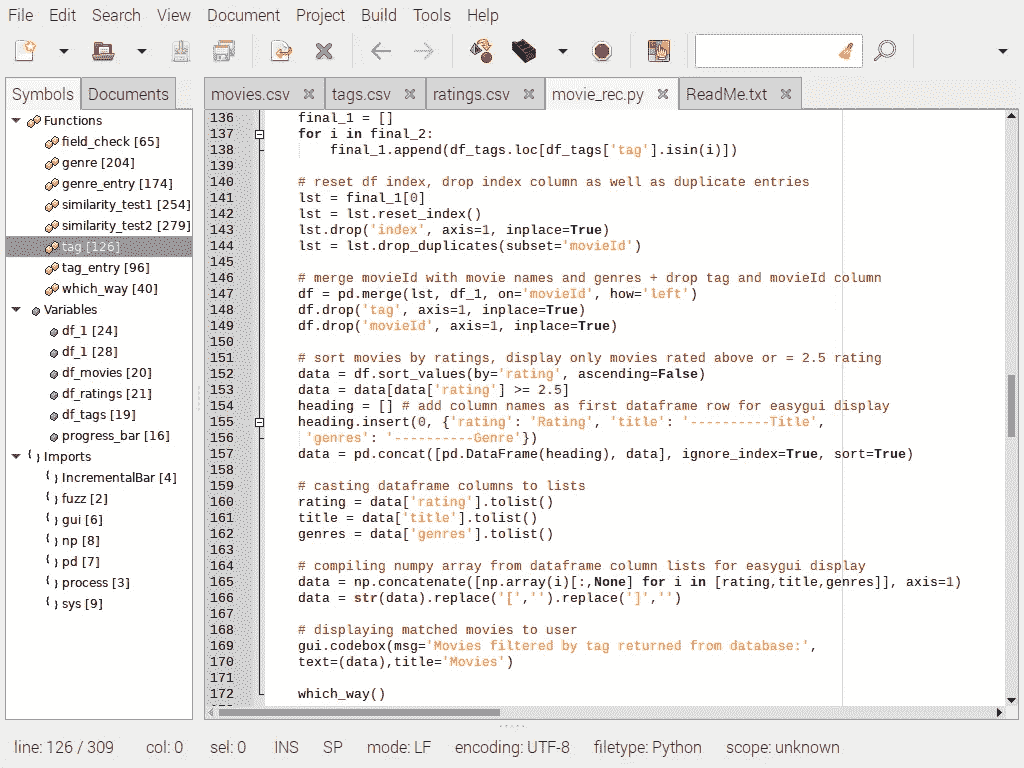 File Edit Search View Document Project Build Tools Help
Symbols Documents
movies.csv tags.csv ratings.csv movie_rec.py ReadMe.txt
Functions
field_check [65]
genre [204]
genre_entry [174]
similarity_test1 [254]
similarity_test2 [279]
tag [126]
tag_entry [96]
which_way [40]
Variables
df_1 [24]
df_1 [28]
df_movies [20]
df_ratings [21]
df_tags [19]
progress_bar [16]
Imports
IncrementalBar [4]
fuzz [2]
gui [6]
np [8]
pd [7]
process [3]
sys [9]
136 final_1 = []
137 for i in final_2:
138     final_1.append(df_tags.loc[df_tags['tag'].isin(i)])
139
140 # reset df index, drop index column as well as duplicate entries
141 lst = final_1[0]
142 lst = lst.reset_index()
143 lst.drop('index', axis=1, inplace=True)
144 lst = lst.drop_duplicates(subset='movieId')
145
146 # merge movieId with movie names and genres + drop tag and movieId column
147 df = pd.merge(lst, df_1, on='movieId', how='left')
148 df.drop('tag', axis=1, inplace=True)
149 df.drop('movieId', axis=1, inplace=True)
150
151 # sort movies by ratings, display only movies rated above or = 2.5 rating
152 data = df.sort_values(by='rating', ascending=False)
153 data = data[data['rating'] >= 2.5]
154 heading = [] # add column names as first dataframe row for easygui display
155 heading.insert(0, {'rating': 'Rating', 'title': '----------Title',
156  'genres': '----------Genre'})
157 data = pd.concat([pd.DataFrame(heading), data], ignore_index=True, sort=True)
158
159 # casting dataframe columns to lists
160 rating = data['rating'].tolist()
161 title = data['title'].tolist()
162 genres = data['genres'].tolist()
163
164 # compiling numpy array from dataframe column lists for easygui display
165 data = np.concatenate([np.array(i)[:,None] for i in [rating,title,genres]], axis=1)
166 data = str(data).replace('[','').replace(']','')
167
168 # displaying matched movies to user
169 gui.codebox(msg='Movies filtered by tag returned from database:',
170 text=(data),title='Movies')
171
172 which_way()
line: 126 / 309 col: 0 sel: 0 INS SP mode: LF encoding: UTF-8 filetype: Python scope: unknown